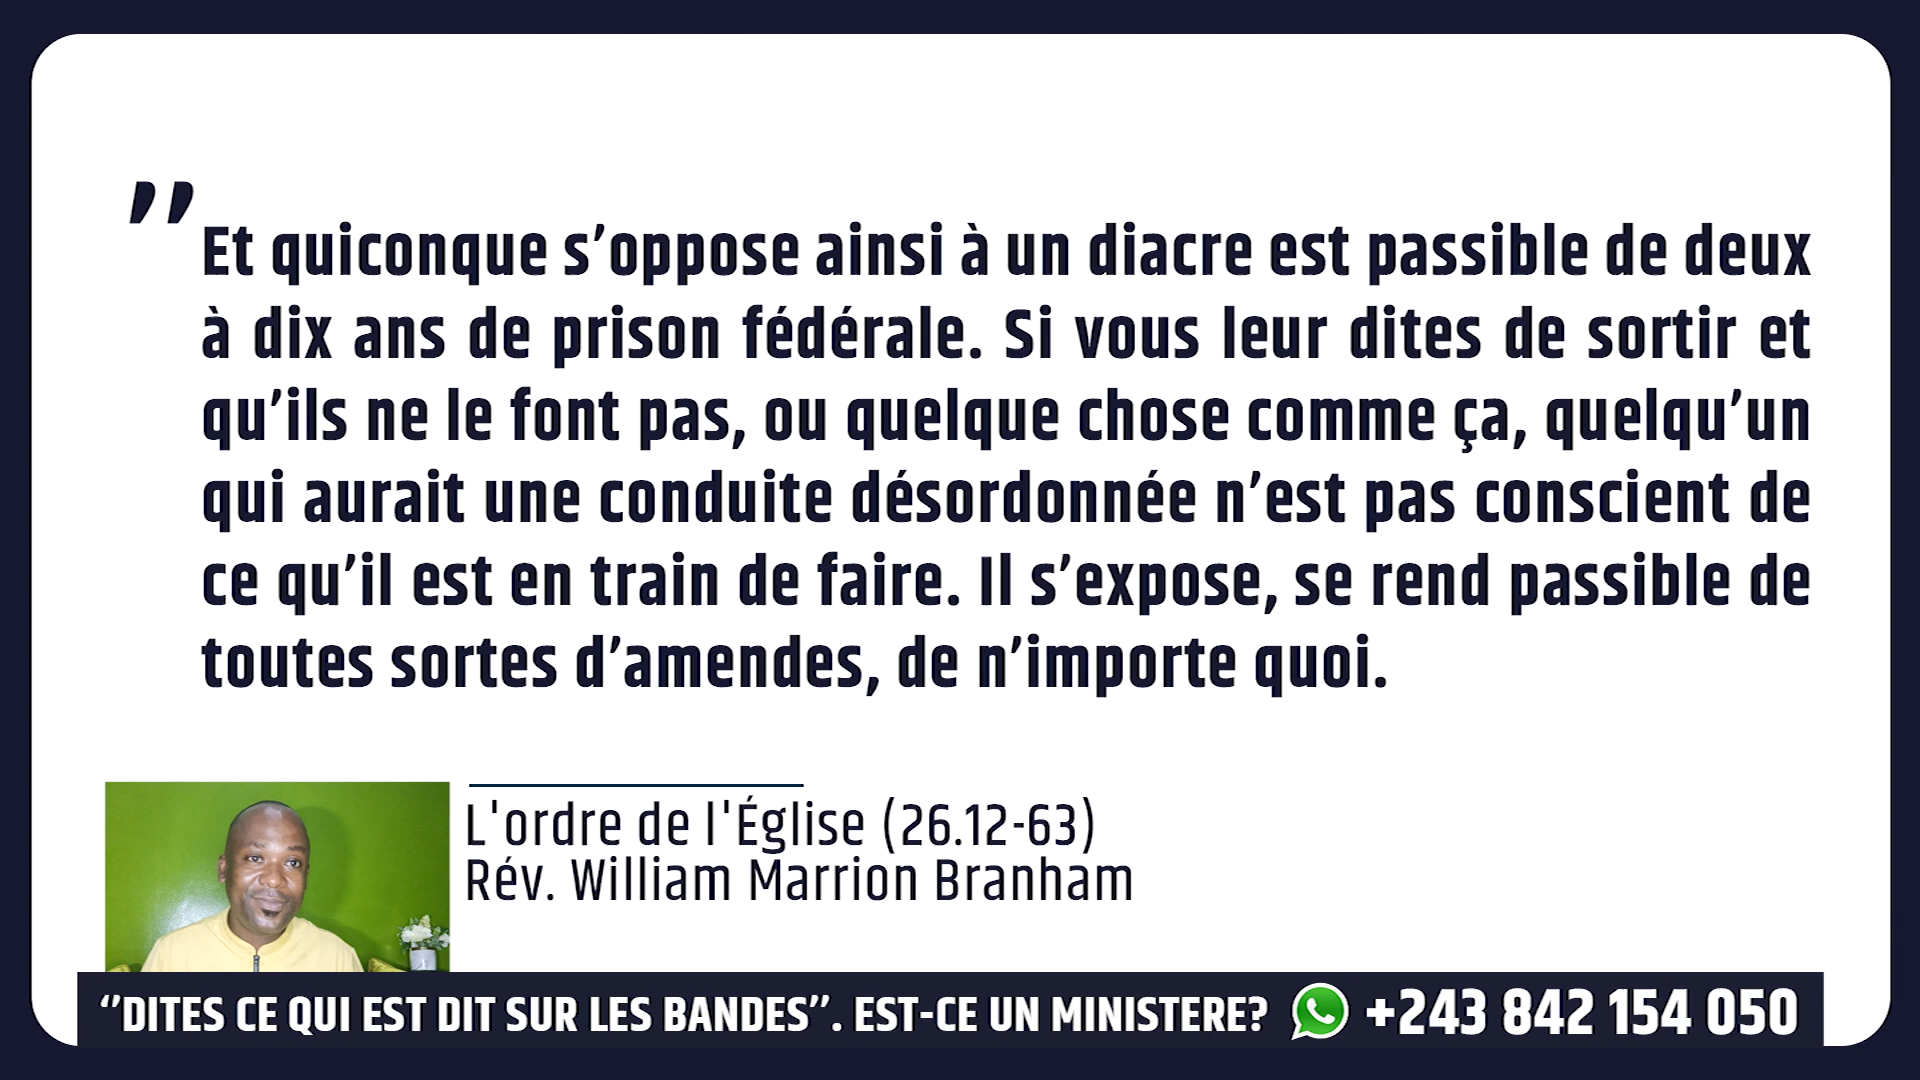 ’’
Et quiconque s’oppose ainsi à un diacre est passible de deux
à dix ans de prison fédérale. Si vous leur dites de sortir et
qu’ils ne le font pas, ou quelque chose comme ça, quelqu’un
qui aurait une conduite désordonnée n’est pas conscient de
ce qu’il est en train de faire. Il s’expose, se rend passible de
toutes sortes d’amendes, de n’importe quoi.
L'ordre de l'Église (26.12-63)
Rév. William Marrion Branham
‘’DITES CE QUI EST DIT SUR LES BANDES’’. EST-CE UN MINISTERE? +243 842 154 050